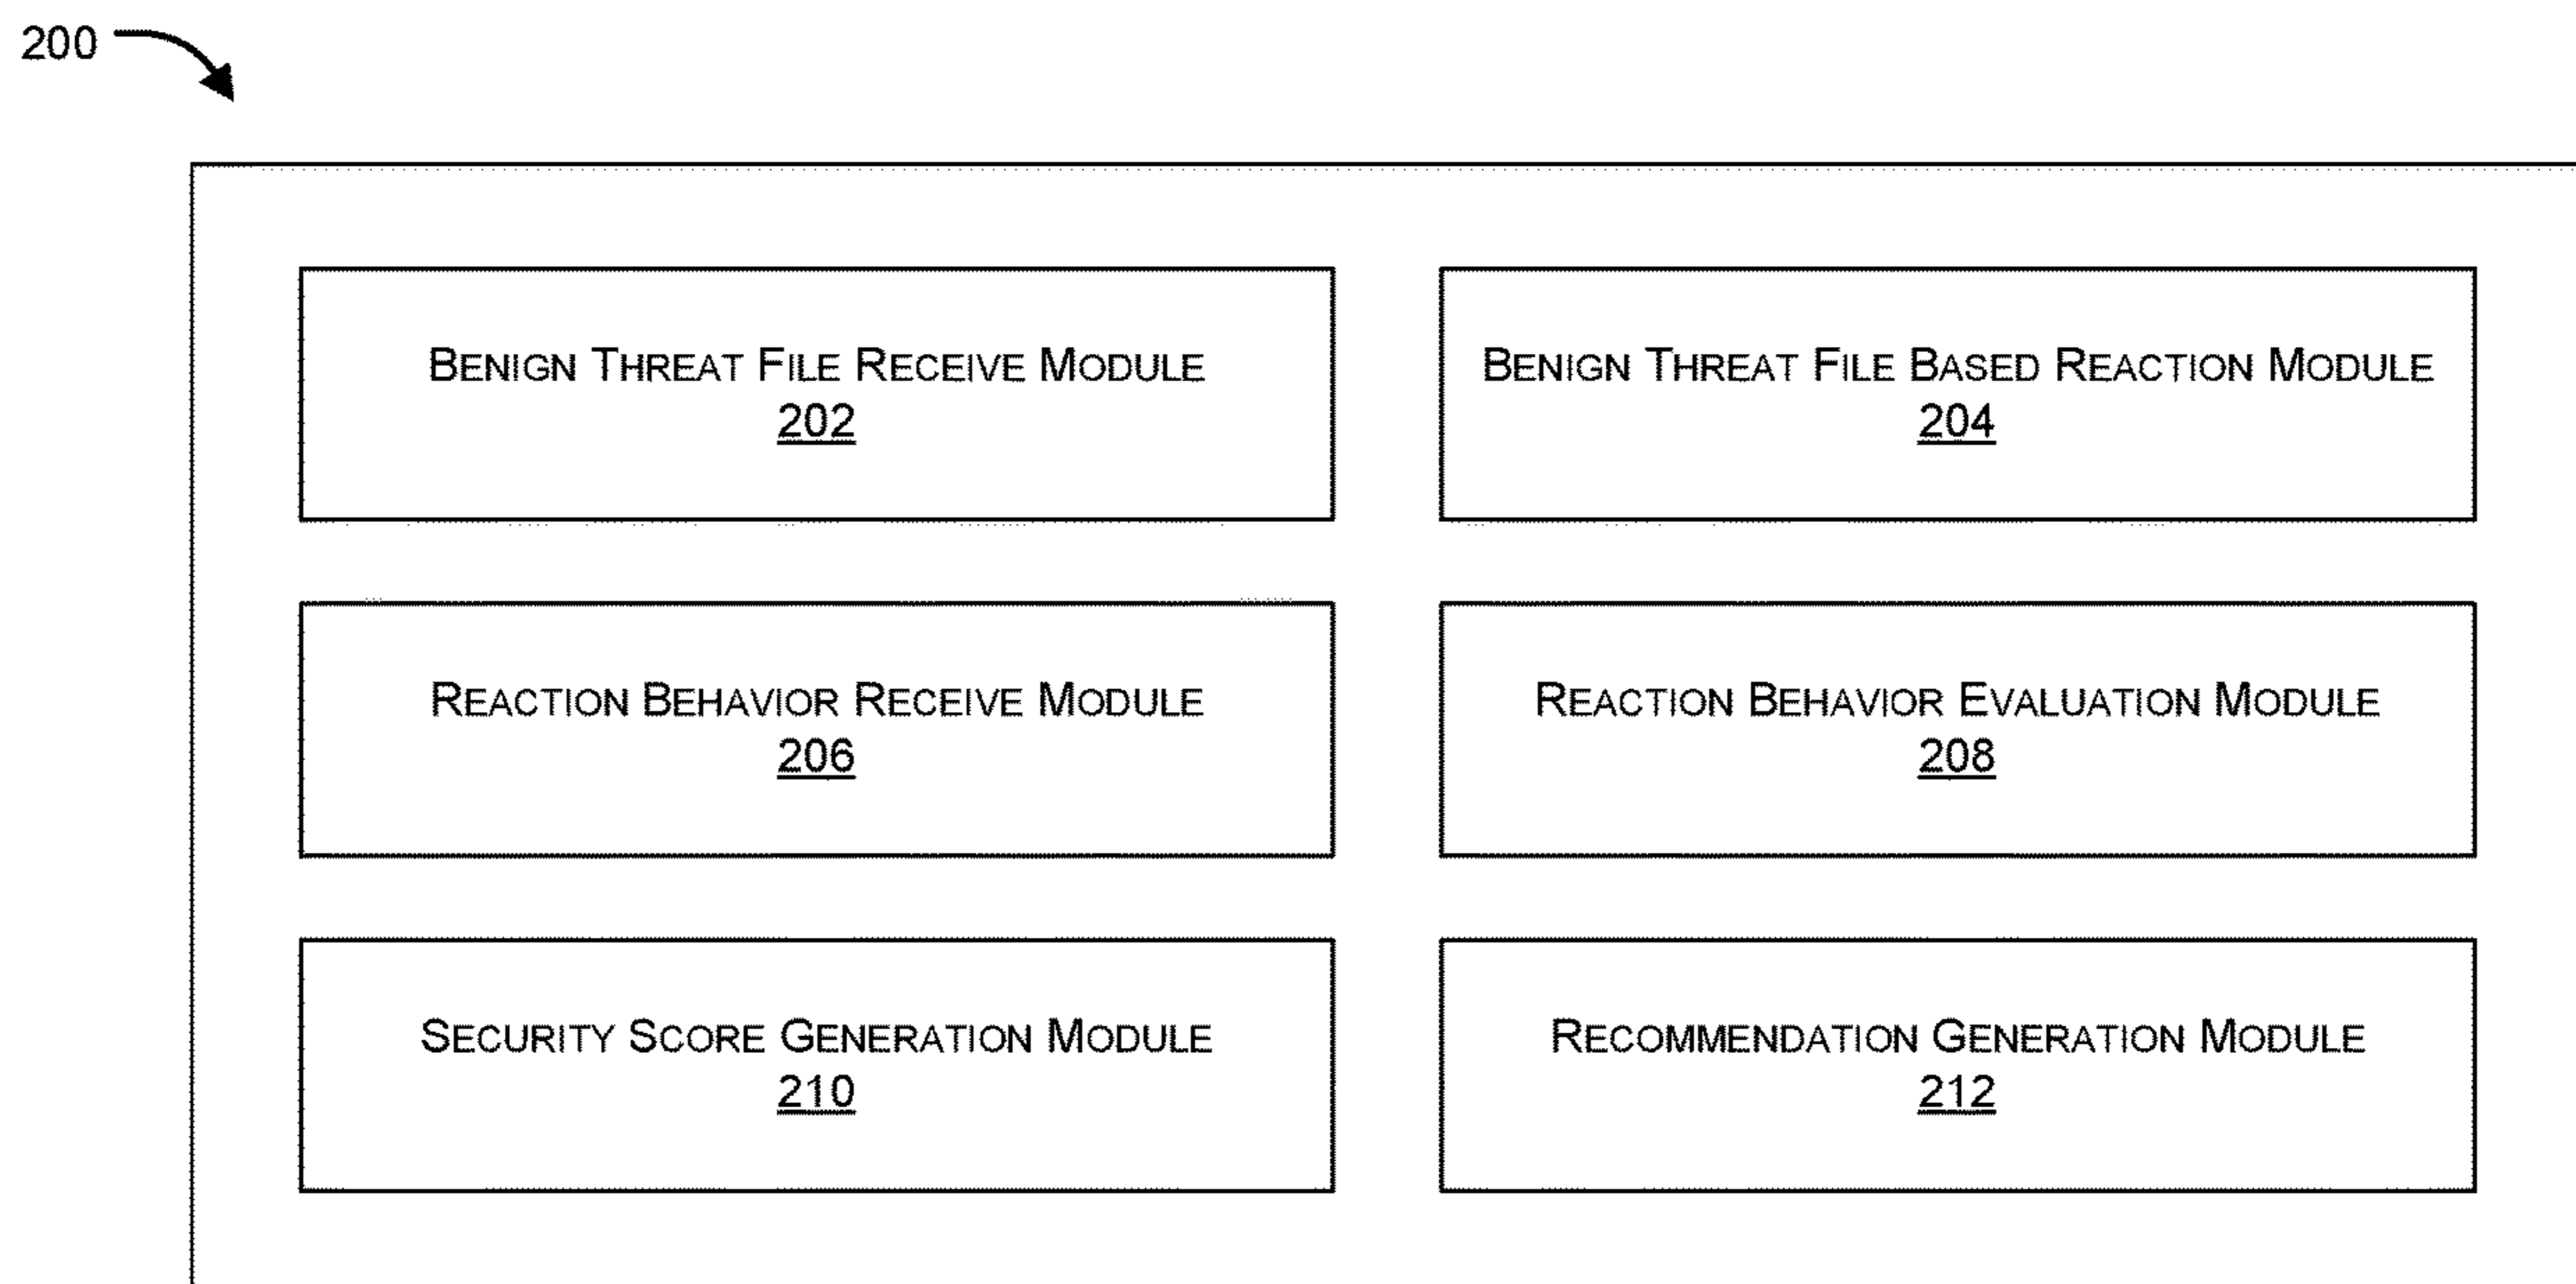 200
BENIGN THREAT FILE RECEIVE MODULE
202
BENIGN THREAT FILE BASED REACTION MODULE
204
REACTION BEHAVIOR RECEIVE MODULE
206
REACTION BEHAVIOR EVALUATION MODULE
208
SECURITY SCORE GENERATION MODULE
210
RECOMMENDATION GENERATION MODULE
212